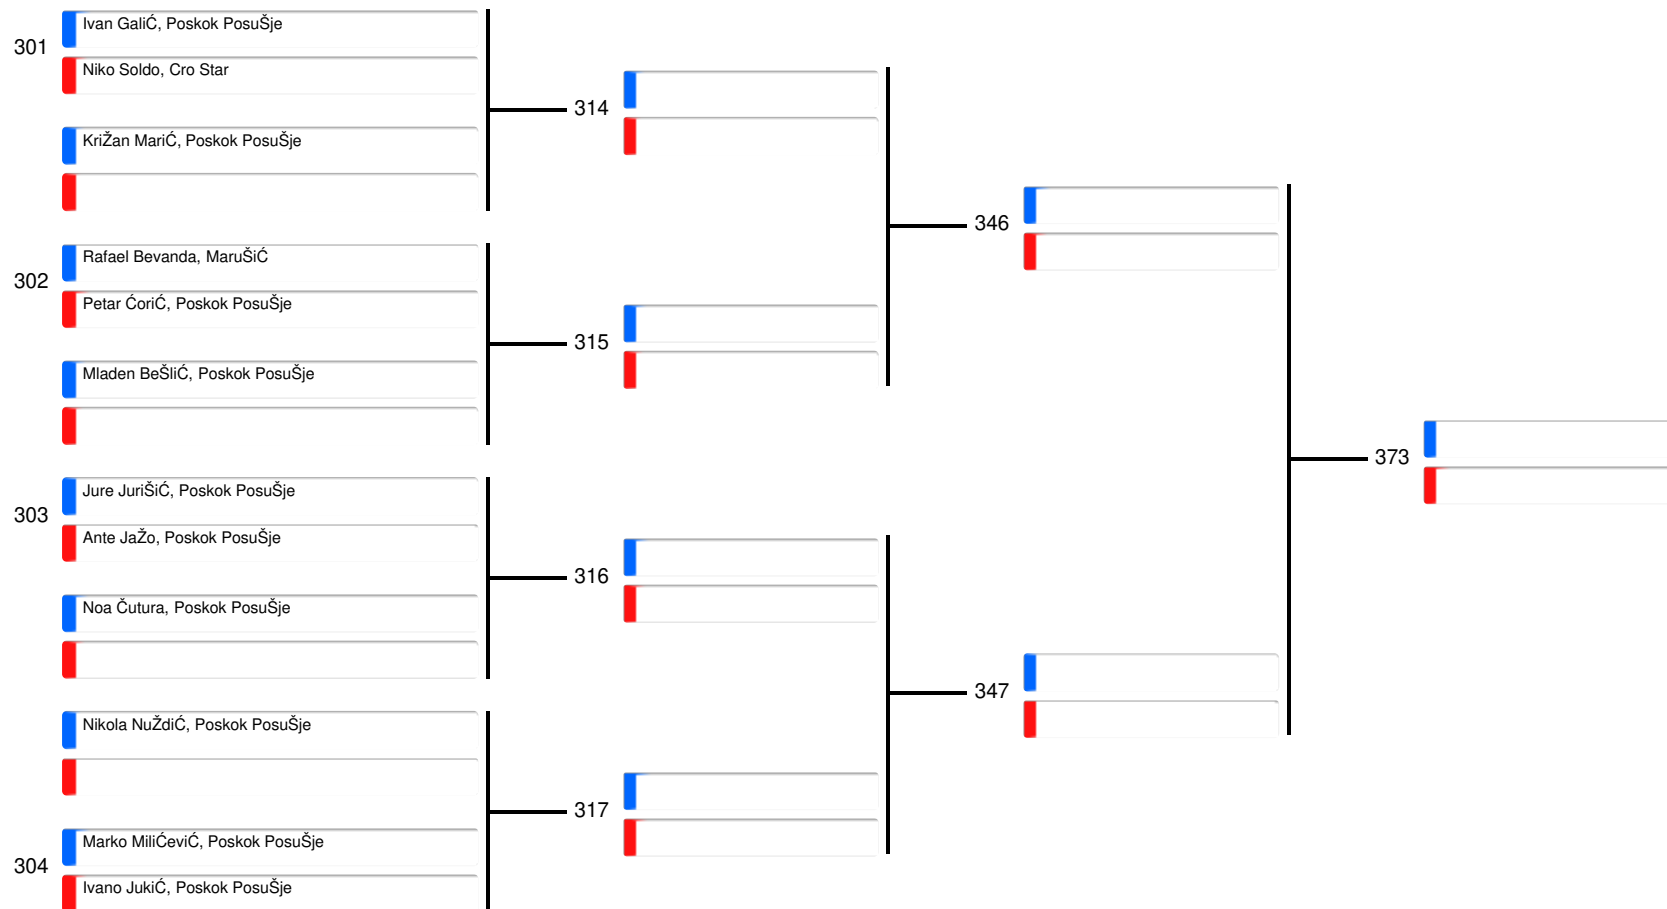 Ivan GaliĆ, Poskok PosuŠje
301
Niko Soldo, Cro Star
314
KriŽan MariĆ, Poskok PosuŠje
346
Rafael Bevanda, MaruŠiĆ
302
Petar ĆoriĆ, Poskok PosuŠje
315
Mladen BeŠliĆ, Poskok PosuŠje
373
Jure JuriŠiĆ, Poskok PosuŠje
303
Ante JaŽo, Poskok PosuŠje
316
Noa Čutura, Poskok PosuŠje
347
Nikola NuŽdiĆ, Poskok PosuŠje
317
Marko MiliĆeviĆ, Poskok PosuŠje
304
Ivano JukiĆ, Poskok PosuŠje